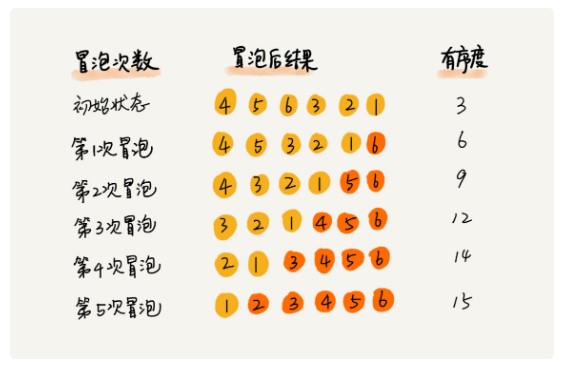 冒泡次数 冒泡后结果 有序度
初始状态 4 5 6 3 2 1 3
第1次冒泡 4 5 3 2 1 6 6
第2次冒泡 4 3 2 1 5 6 9
第3次冒泡 3 2 1 4 5 6 12
第4次冒泡 2 1 3 4 5 6 14
第5次冒泡 1 2 3 4 5 6 15